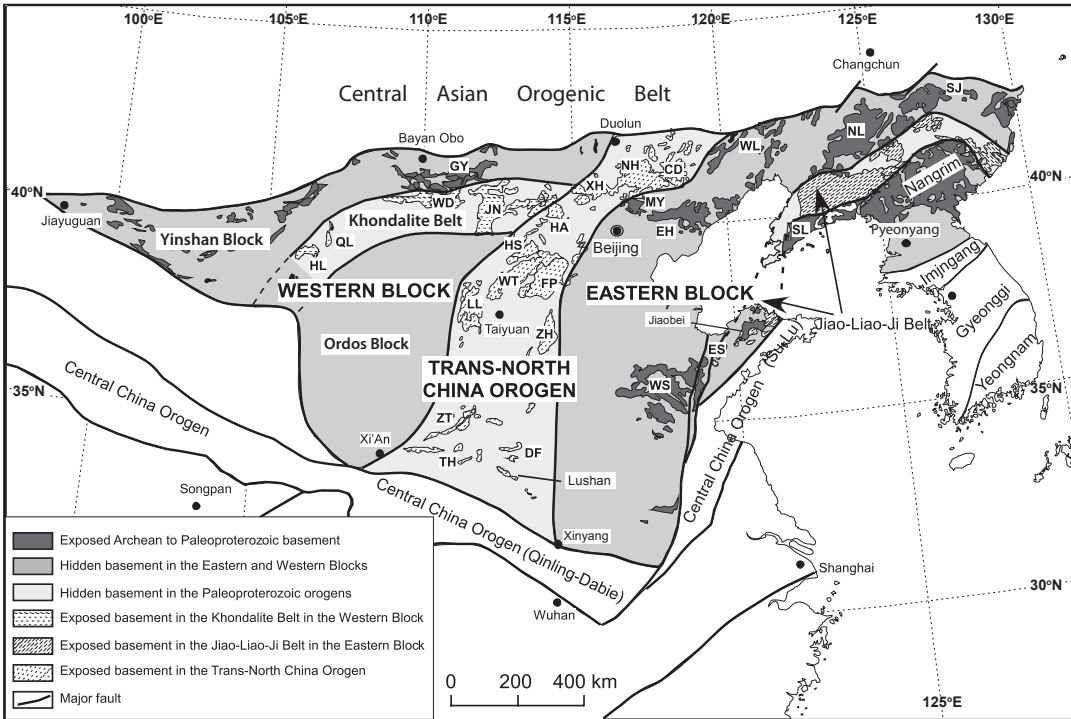 100°E
105°E
110°E
115°E
120°E
125°E
130°E
Changchun
Central Asian Orogenic Belt
SJ
Duolun
Bayan Obo
NL
WL
GY
NH
CD
40°N
XH
Nangrim
40°N
WD
MY
JN
Jiayuguan
Khondalite Belt
HA
EH
SL
Pyeonyang
Yinshan Block
QL
HS
Beijing
HL
Imjingang
WT
FP
WESTERN BLOCK
EASTERN BLOCK
LL
Gyeonggi
Taiyuan
Jiaobei
Jiao-Liao-Ji Belt
ZH
Ordos Block
ES
Yeongnam
TRANS-NORTH
CHINA OROGEN
WS
35°N
35°N
Central China Orogen
Central China Orogen (Su-Lu)
ZT
Xi'An
TH
DF
Lushan
Songpan
Central China Orogen (Qinling-Dabie)
Xinyang
Shanghai
Wuhan
30°N
125°E
Exposed Archean to Paleoproterozoic basement
Hidden basement in the Eastern and Western Blocks
Hidden basement in the Paleoproterozoic orogens
Exposed basement in the Khondalite Belt in the Western Block
Exposed basement in the Jiao-Liao-Ji Belt in the Eastern Block
Exposed basement in the Trans-North China Orogen
Major fault
0 200 400 km